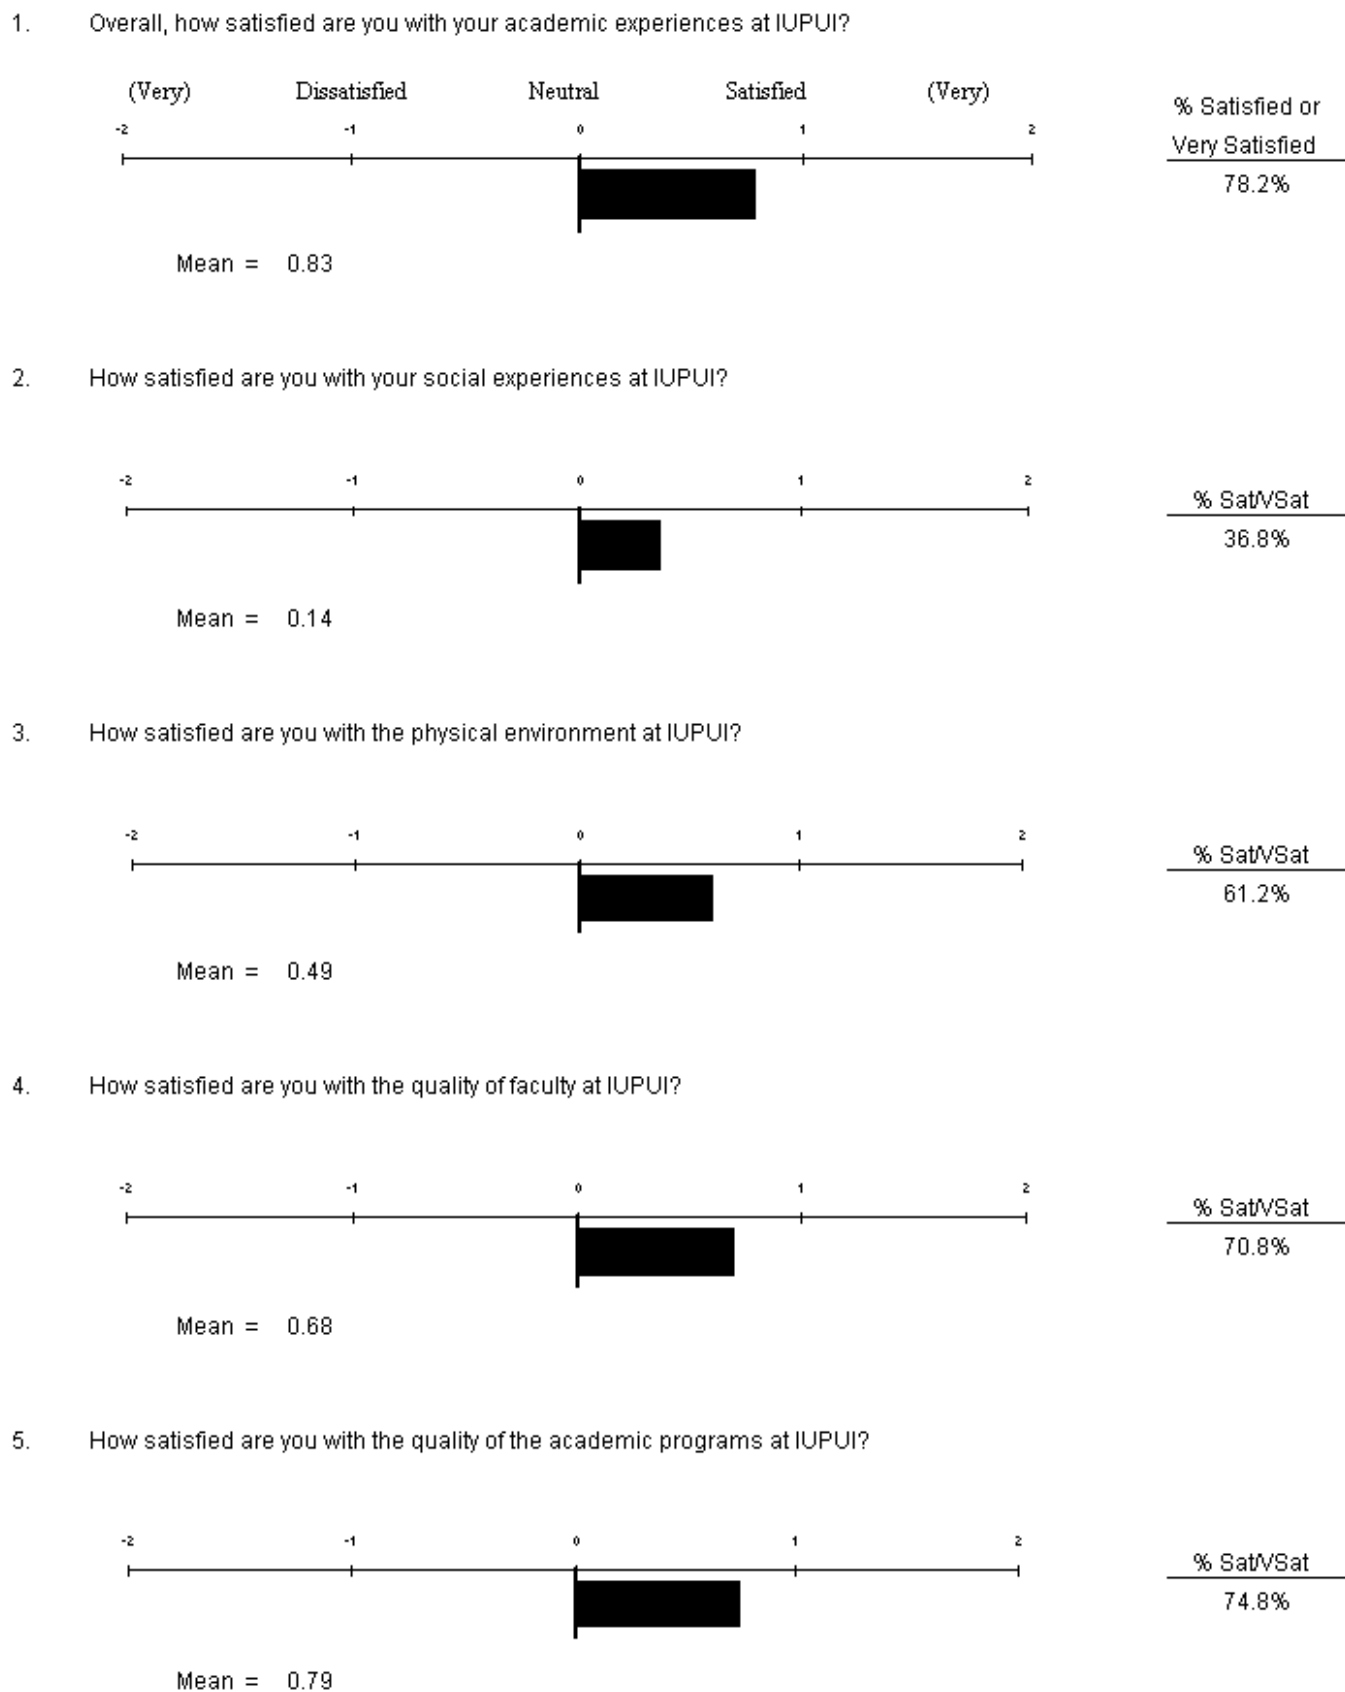 1. Overall, how satisfied are you with your academic experiences at IUPUI?
(Very) Dissatisfied Neutral Satisfied (Very)
% Satisfied or
-2 -1 0 1 2
Very Satisfied
78.2%
Mean = 0.83
2. How satisfied are you with your social experiences at IUPUI?
-2 -1 0 1 2
% Sat/VSat
36.8%
Mean = 0.14
3. How satisfied are you with the physical environment at IUPUI?
-2 -1 0 1 2
% Sat/VSat
61.2%
Mean = 0.49
4. How satisfied are you with the quality of faculty at IUPUI?
-2 -1 0 1 2
% Sat/VSat
70.8%
Mean = 0.68
5. How satisfied are you with the quality of the academic programs at IUPUI?
-2 -1 0 1 2
% Sat/VSat
74.8%
Mean = 0.79